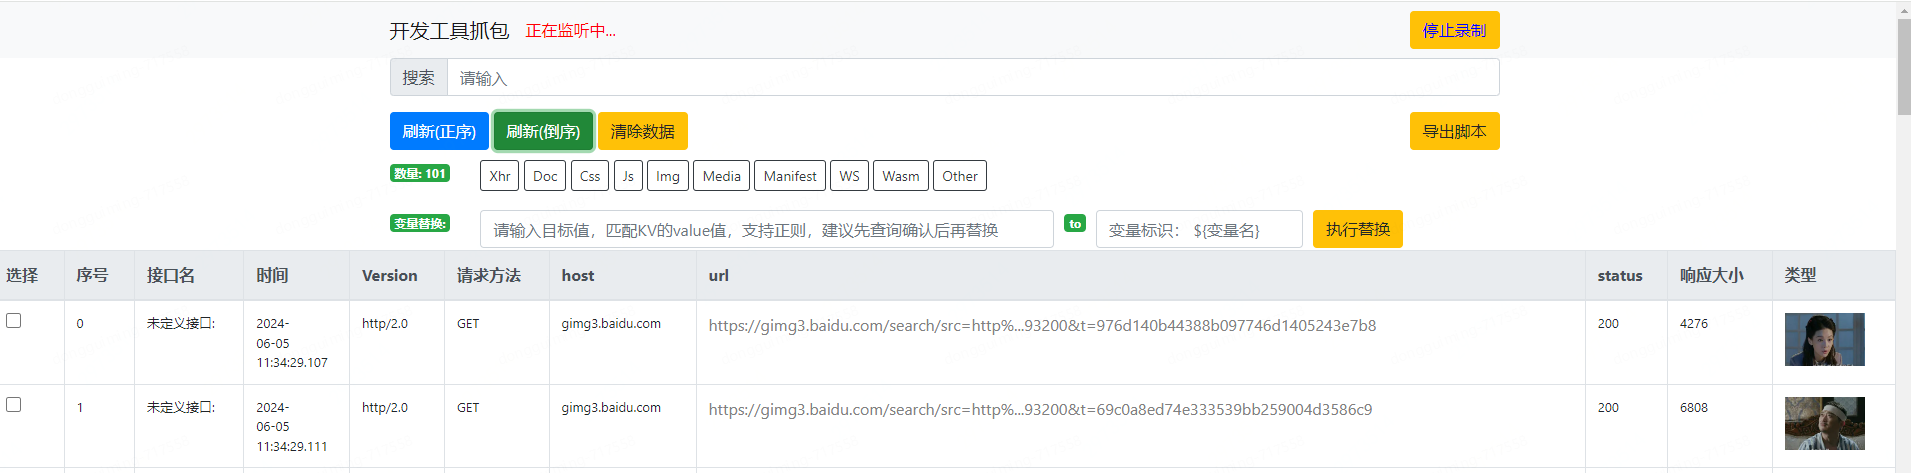 开发工具抓包 正在监听中... 停止录制
搜索 请输入
刷新(正序) 刷新(倒序) 清除数据 导出脚本
数量: 101 Xhr Doc Css Js Img Media Manifest WS Wasm Other
变量替换: 请输入目标值，匹配KV的value值，支持正则，建议先查询确认后再替换 to 变量标识： ${变量名} 执行替换
选择 序号 接口名 时间 Version 请求方法 host url status 响应大小 类型
0 未定义接口: 2024-06-05 11:34:29.107 http/2.0 GET gimg3.baidu.com https://gimg3.baidu.com/search/src=http%...93200&t=976d140b44388b097746d1405243e7b8 200 4276
1 未定义接口: 2024-06-05 11:34:29.111 http/2.0 GET gimg3.baidu.com https://gimg3.baidu.com/search/src=http%...93200&t=69c0a8ed74e333539bb259004d3586c9 200 6808